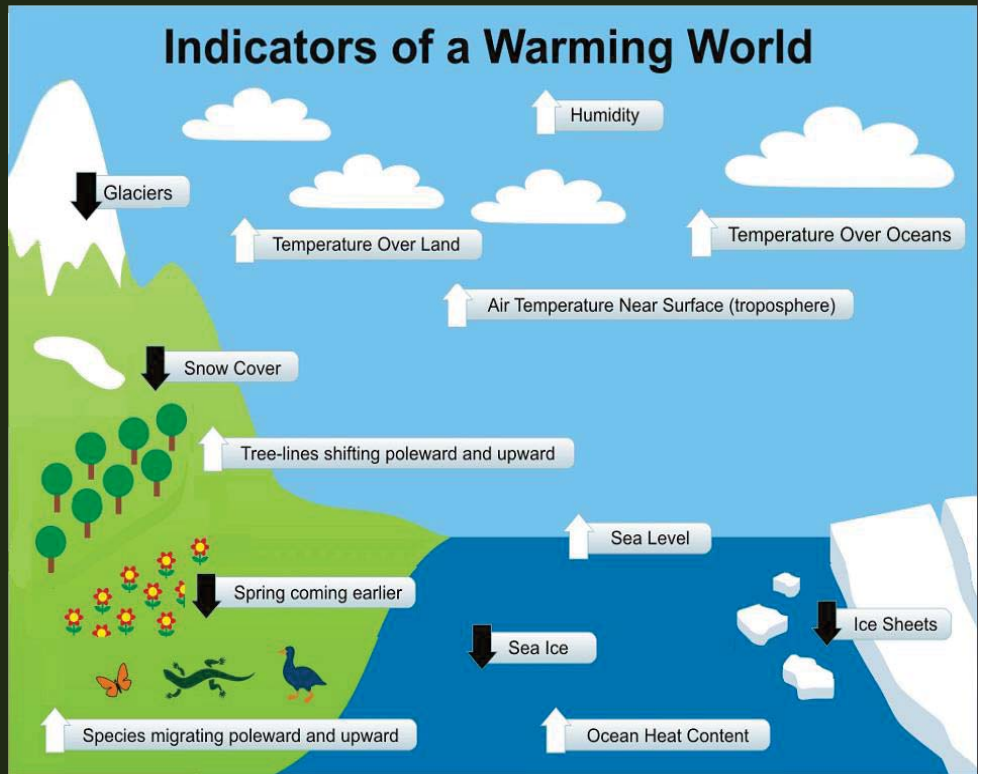 Indicators of a Warming World
Humidity
Glaciers
Temperature Over Land
Temperature Over Oceans
Air Temperature Near Surface (troposphere)
Snow Cover
Tree-lines shifting poleward and upward
Sea Level
Spring coming earlier
Ice Sheets
Sea Ice
Species migrating poleward and upward
Ocean Heat Content